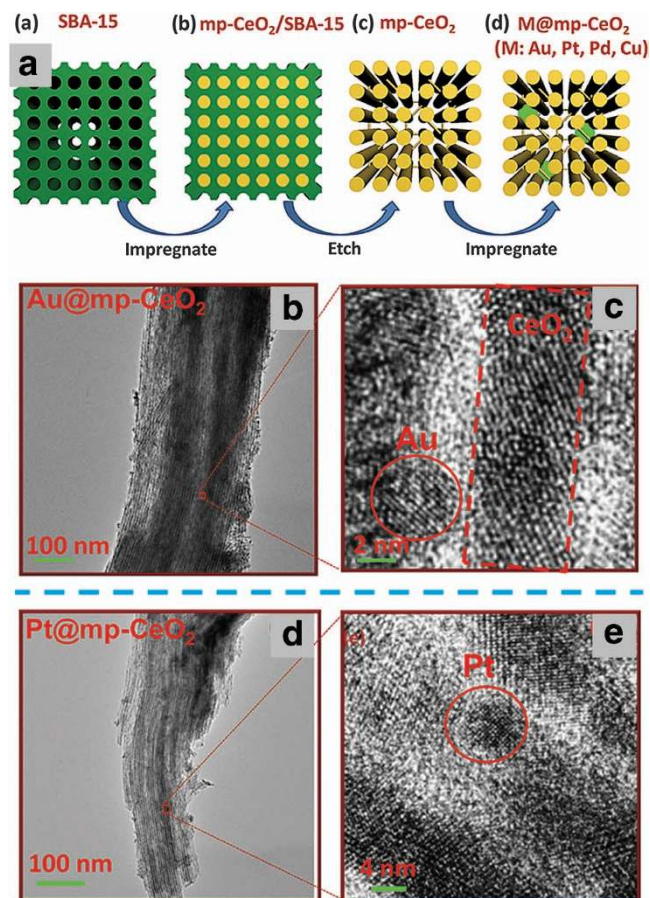 (a) SBA-15 (b) mp-CeO₂/SBA-15 (c) mp-CeO₂ (d) M@mp-CeO₂
(M: Au, Pt, Pd, Cu)
a
Impregnate Etch Impregnate
Au@mp-CeO₂ b
100 nm
c
CeO₂
Au
2 nm
Pt@mp-CeO₂ d
100 nm
(e) e
Pt
4 nm